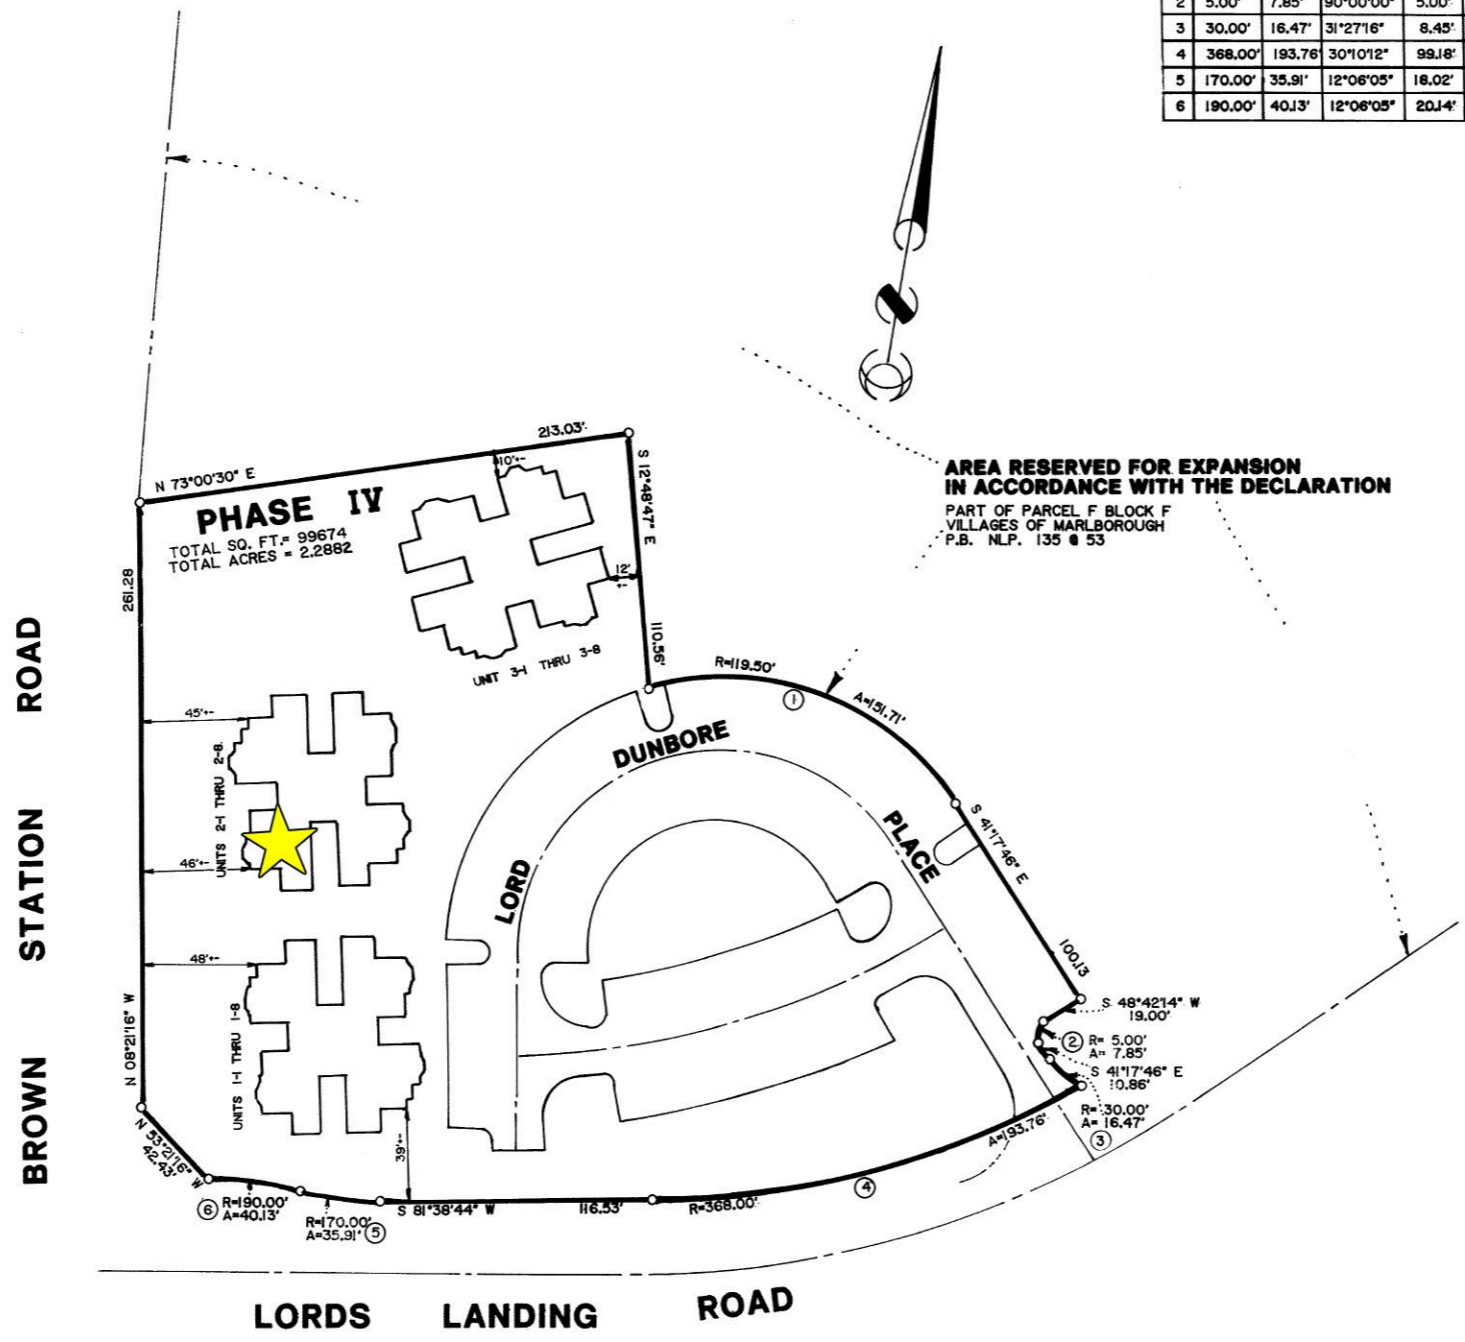 2 5.00' 7.85' 90°00'00" 5.00'
3 30.00' 16.47' 31°27'16" 8.45'
4 368.00' 193.76' 30°10'12" 99.18'
5 170.00' 35.91' 12°06'05" 18.02'
6 190.00' 40.13' 12°06'05" 20.14'
213.03'
N 73°00'30" E
10'+-
S 12°48'47" E
110.56'
PHASE IV
TOTAL SQ. FT.= 99674
TOTAL ACRES = 2.2882
AREA RESERVED FOR EXPANSION
IN ACCORDANCE WITH THE DECLARATION
PART OF PARCEL F BLOCK F
VILLAGES OF MARLBOROUGH
P.B. NLP. 135 @ 53
261.28
12'
+-
UNIT 3-1 THRU 3-8
R=119.50'
1
A=151.71'
45'+-
UNITS 2-1 THRU 2-8
46'+-
LORD DUNBORE PLACE
S 41°17'46" E
100.13
48'+-
UNITS 1-1 THRU 1-8
39'+-
N 08°21'16" W
BROWN STATION ROAD
S 48°42'14" W
19.00'
2 R= 5.00'
A= 7.85'
S 41°17'46" E
10.86'
R= 30.00'
A= 16.47'
3
A=193.76'
4
R=368.00'
N 53°21'16" W
42.43'
6 R=190.00'
A=40.13'
R=170.00'
A=35.91' 5
S 81°38'44" W 116.53'
LORDS LANDING ROAD